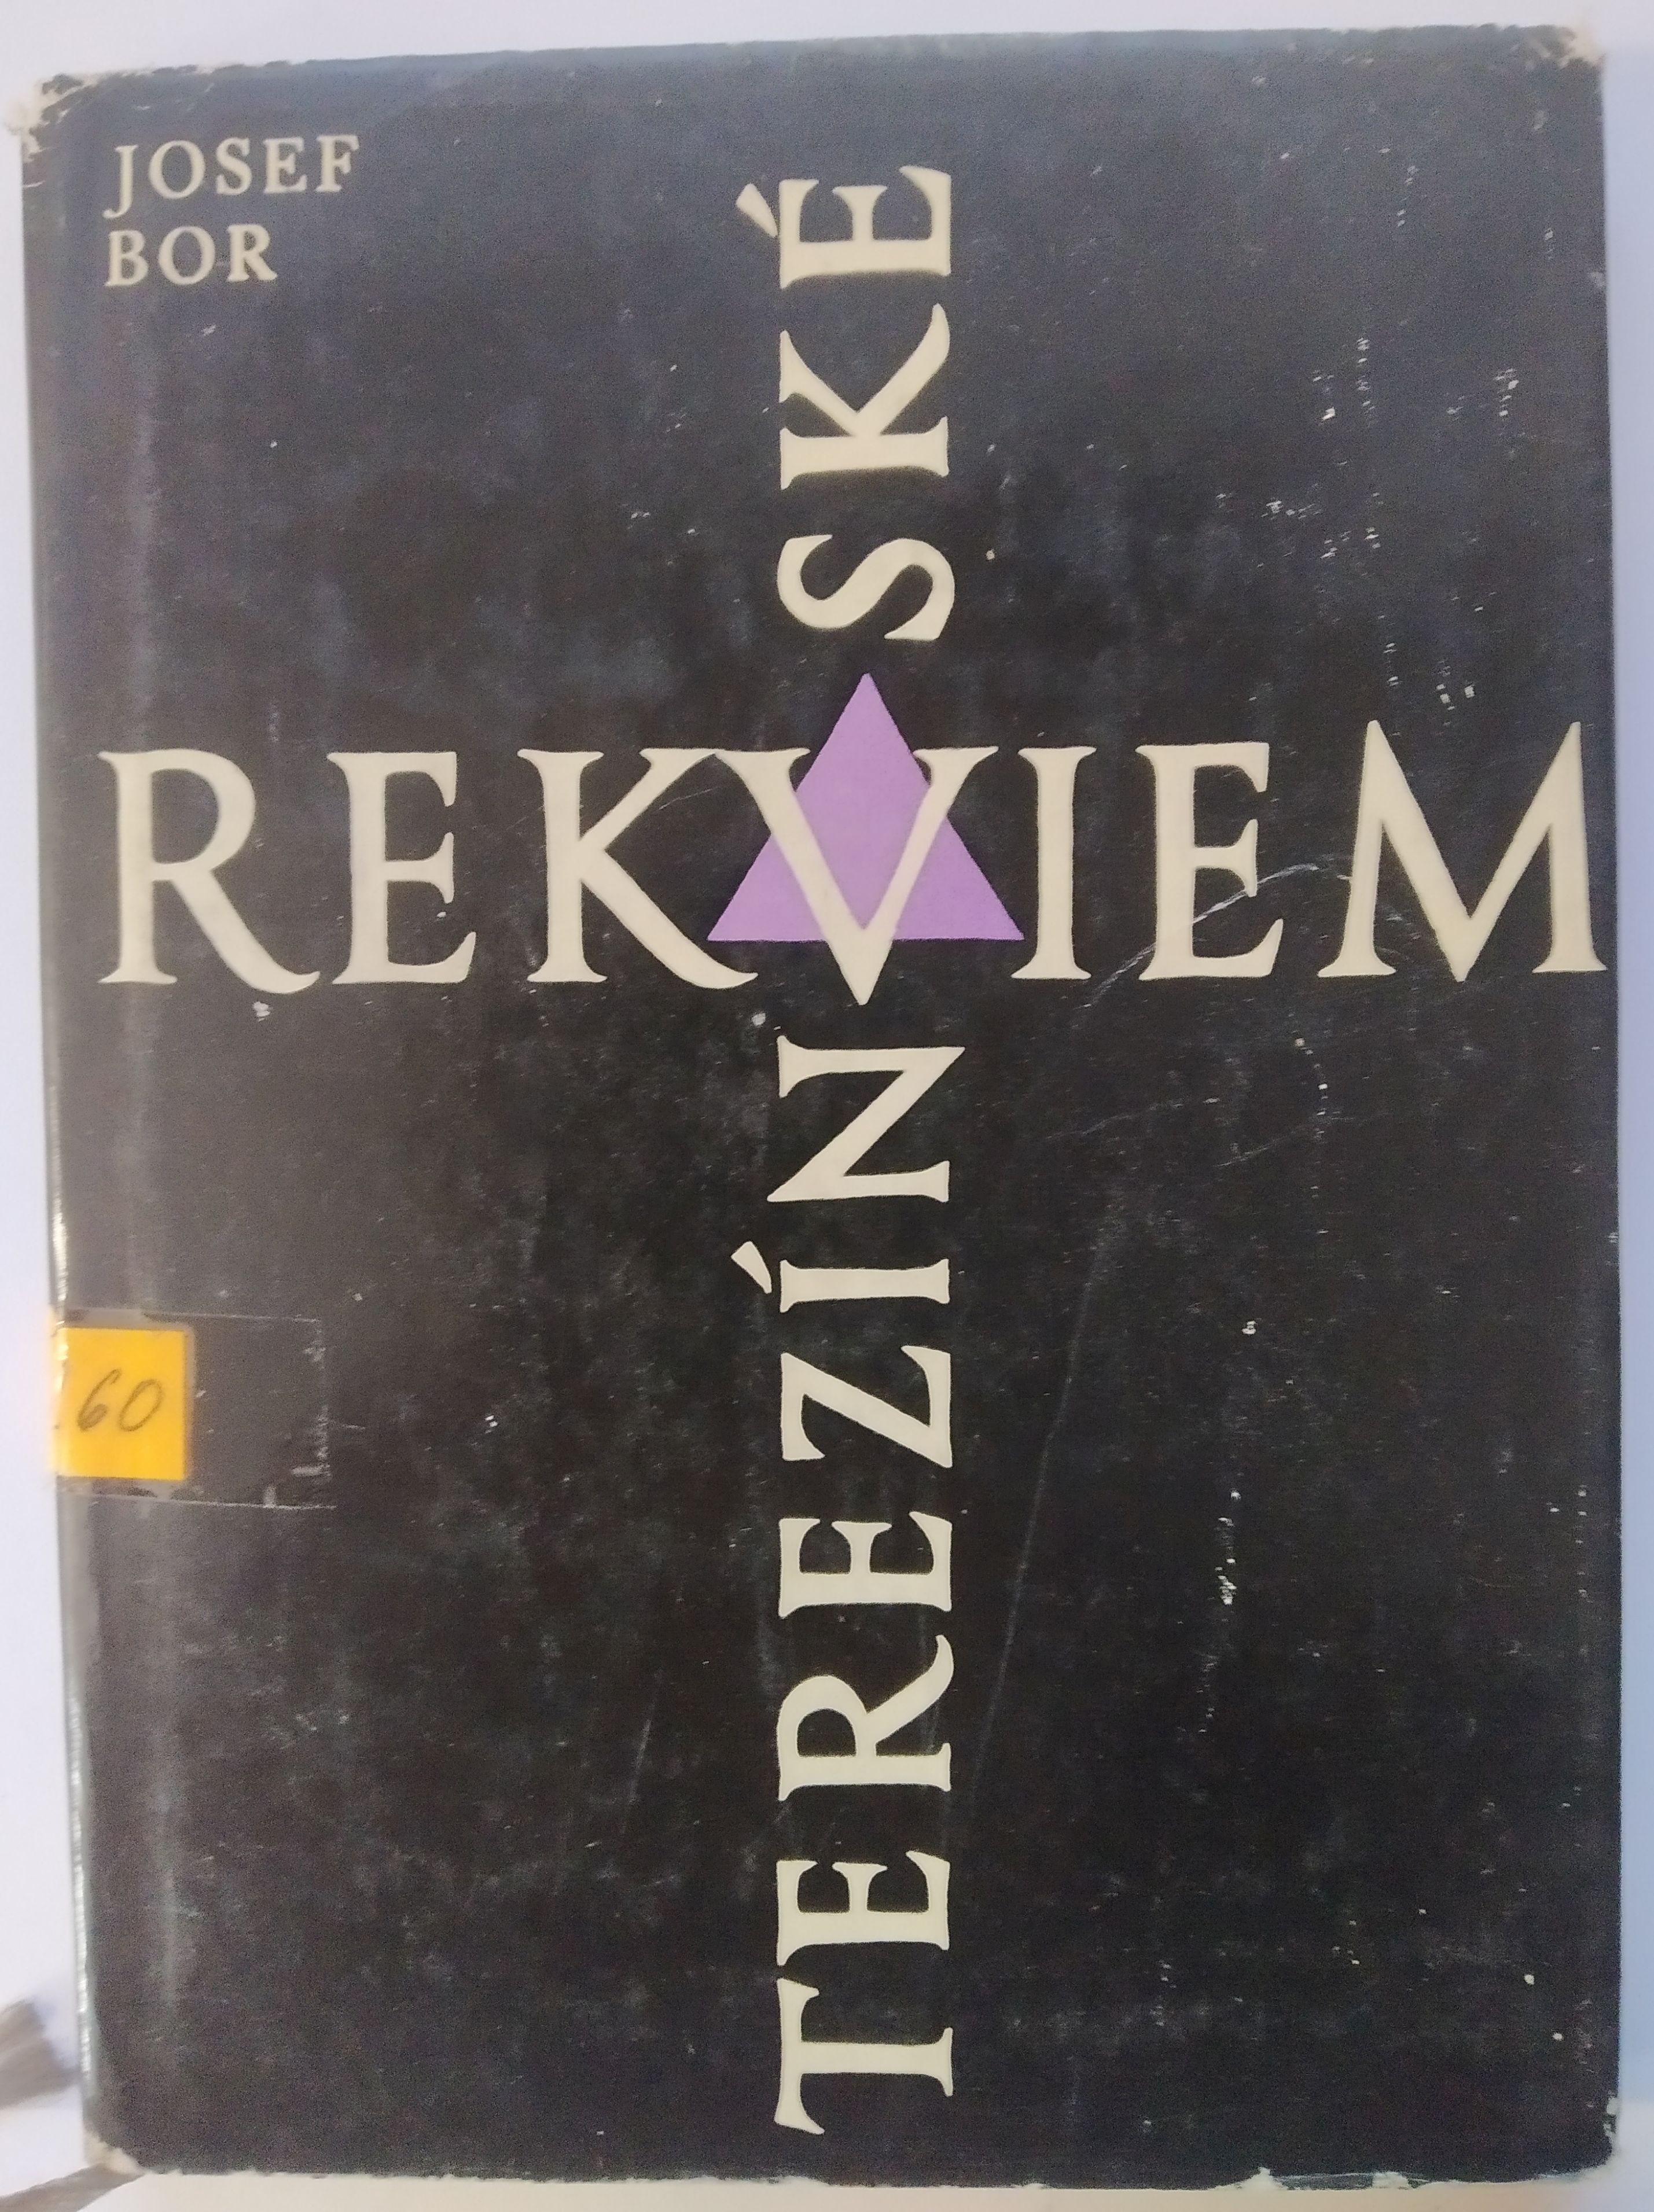 JOSEF
BOR
TEREZÍNSKÉ
REKVIEM
60